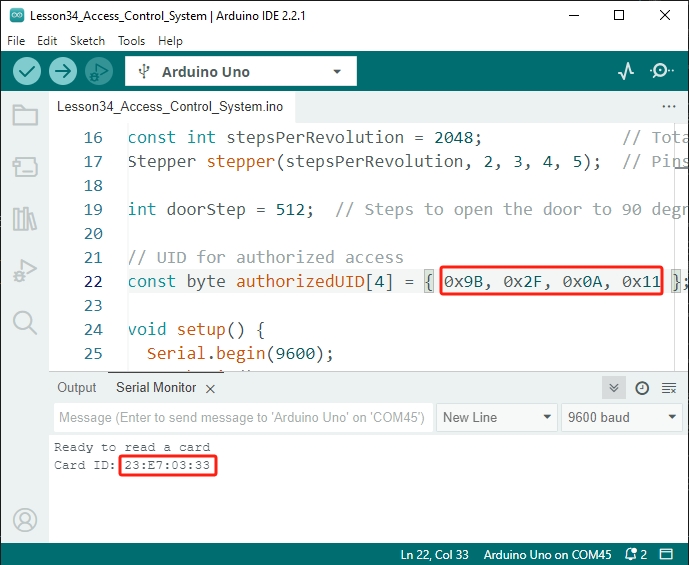 Lesson34_Access_Control_System | Arduino IDE 2.2.1
File Edit Sketch Tools Help
Arduino Uno
Lesson34_Access_Control_System.ino
16 const int stepsPerRevolution = 2048; // Tota
17 Stepper stepper(stepsPerRevolution, 2, 3, 4, 5); // Pins
18
19 int doorStep = 512; // Steps to open the door to 90 degr
20
21 // UID for authorized access
22 const byte authorizedUID[4] = { 0x9B, 0x2F, 0x0A, 0x11 };
23
24 void setup() {
25 Serial.begin(9600);
Output Serial Monitor
Message (Enter to send message to 'Arduino Uno' on 'COM45') New Line 9600 baud
Ready to read a card
Card ID: 23:E7:03:33
Ln 22, Col 33 Arduino Uno on COM45 2